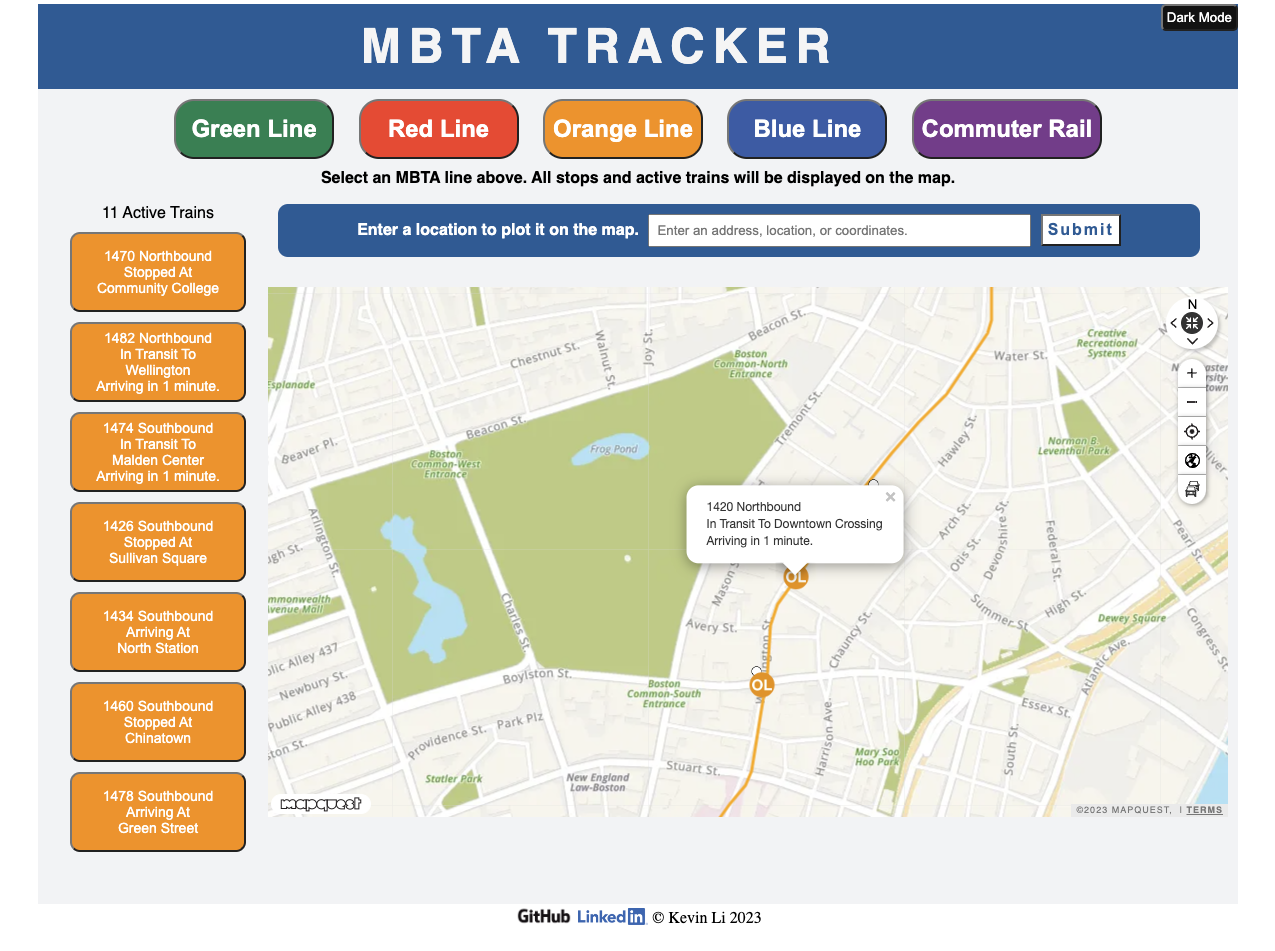 Dark Mode
MBTA TRACKER
Green Line
Red Line
Orange Line
Blue Line
Commuter Rail
Select an MBTA line above. All stops and active trains will be displayed on the map.
11 Active Trains
1470 Northbound
Stopped At
Community College
1482 Northbound
In Transit To
Wellington
Arriving in 1 minute.
1474 Southbound
In Transit To
Malden Center
Arriving in 1 minute.
1426 Southbound
Stopped At
Sullivan Square
1434 Southbound
Arriving At
North Station
1460 Southbound
Stopped At
Chinatown
1478 Southbound
Arriving At
Green Street
Enter a location to plot it on the map.
Enter an address, location, or coordinates.
Submit
N
Beacon St.
Walnut St.
Joy St.
Chestnut St.
Boston
Common-North
Entrance
Water St.
Creative
Recreational
Systems
Esplanade
Beacon St.
Tremont St.
Beaver Pl.
Boston
Common-West
Entrance
Frog Pond
Hawley St.
Norman B.
Leventhal Park
1420 Northbound
In Transit To Downtown Crossing
Arriving in 1 minute.
×
OL
Arlington St.
Arch St.
Otis St.
Devonshire St.
Federal St.
Pearl St.
Mason S
Charles St.
Avery St.
Chauncy St.
Summer St.
High St.
Dewey Square
Congress St.
Atlantic Ave.
mmonwealth
venue Mall
ugh St.
blic Alley 437
Newbury St.
Public Alley 438
ston St.
Boylston St.
Boston
Common-South
Entrance
OL
Park Plz
Providence St.
Statler Park
New England
Law-Boston
Stuart St.
Harrison Ave.
Mary Soo
Hoo Park
South St.
Essex St.
mapquest
©2023 MAPQUEST, | TERMS
GitHub LinkedIn © Kevin Li 2023